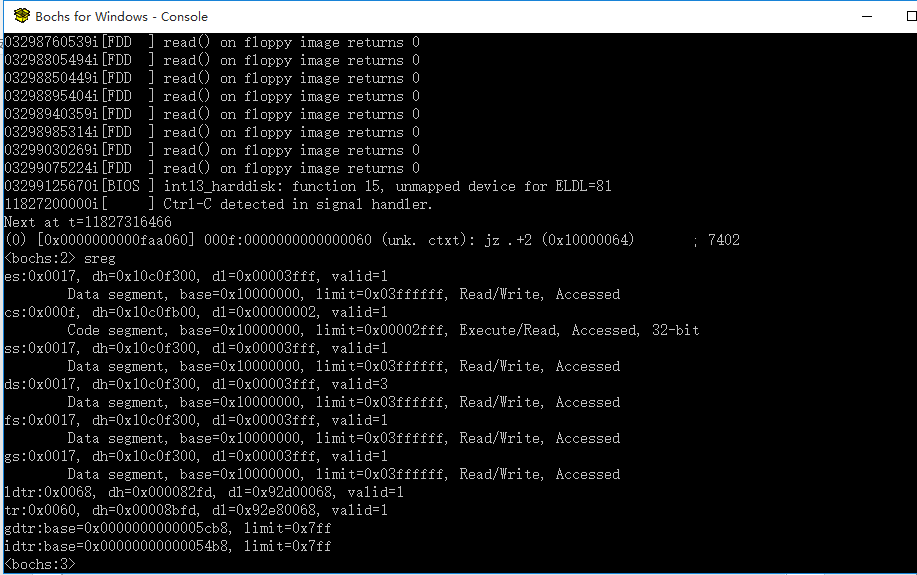 Bochs for Windows - Console
03298760539i[FDD  ] read() on floppy image returns 0
03298805494i[FDD  ] read() on floppy image returns 0
03298850449i[FDD  ] read() on floppy image returns 0
03298895404i[FDD  ] read() on floppy image returns 0
03298940359i[FDD  ] read() on floppy image returns 0
03298985314i[FDD  ] read() on floppy image returns 0
03299030269i[FDD  ] read() on floppy image returns 0
03299075224i[FDD  ] read() on floppy image returns 0
03299125670i[BIOS ] int13_harddisk: function 15, unmapped device for ELDL=81
11827200000i[     ] Ctrl-C detected in signal handler.
Next at t=11827316466
(0) [0x0000000000faa060] 000f:0000000000000060 (unk. ctxt): jz .+2 (0x10000064)       ; 7402
<bochs:2> sreg
es:0x0017, dh=0x10c0f300, dl=0x00003fff, valid=1
        Data segment, base=0x10000000, limit=0x03ffffff, Read/Write, Accessed
cs:0x000f, dh=0x10c0fb00, dl=0x00000002, valid=1
        Code segment, base=0x10000000, limit=0x00002fff, Execute/Read, Accessed, 32-bit
ss:0x0017, dh=0x10c0f300, dl=0x00003fff, valid=1
        Data segment, base=0x10000000, limit=0x03ffffff, Read/Write, Accessed
ds:0x0017, dh=0x10c0f300, dl=0x00003fff, valid=3
        Data segment, base=0x10000000, limit=0x03ffffff, Read/Write, Accessed
fs:0x0017, dh=0x10c0f300, dl=0x00003fff, valid=1
        Data segment, base=0x10000000, limit=0x03ffffff, Read/Write, Accessed
gs:0x0017, dh=0x10c0f300, dl=0x00003fff, valid=1
        Data segment, base=0x10000000, limit=0x03ffffff, Read/Write, Accessed
ldtr:0x0068, dh=0x000082fd, dl=0x92d00068, valid=1
tr:0x0060, dh=0x00008bfd, dl=0x92e80068, valid=1
gdtr:base=0x0000000000005cb8, limit=0x7ff
idtr:base=0x00000000000054b8, limit=0x7ff
<bochs:3>